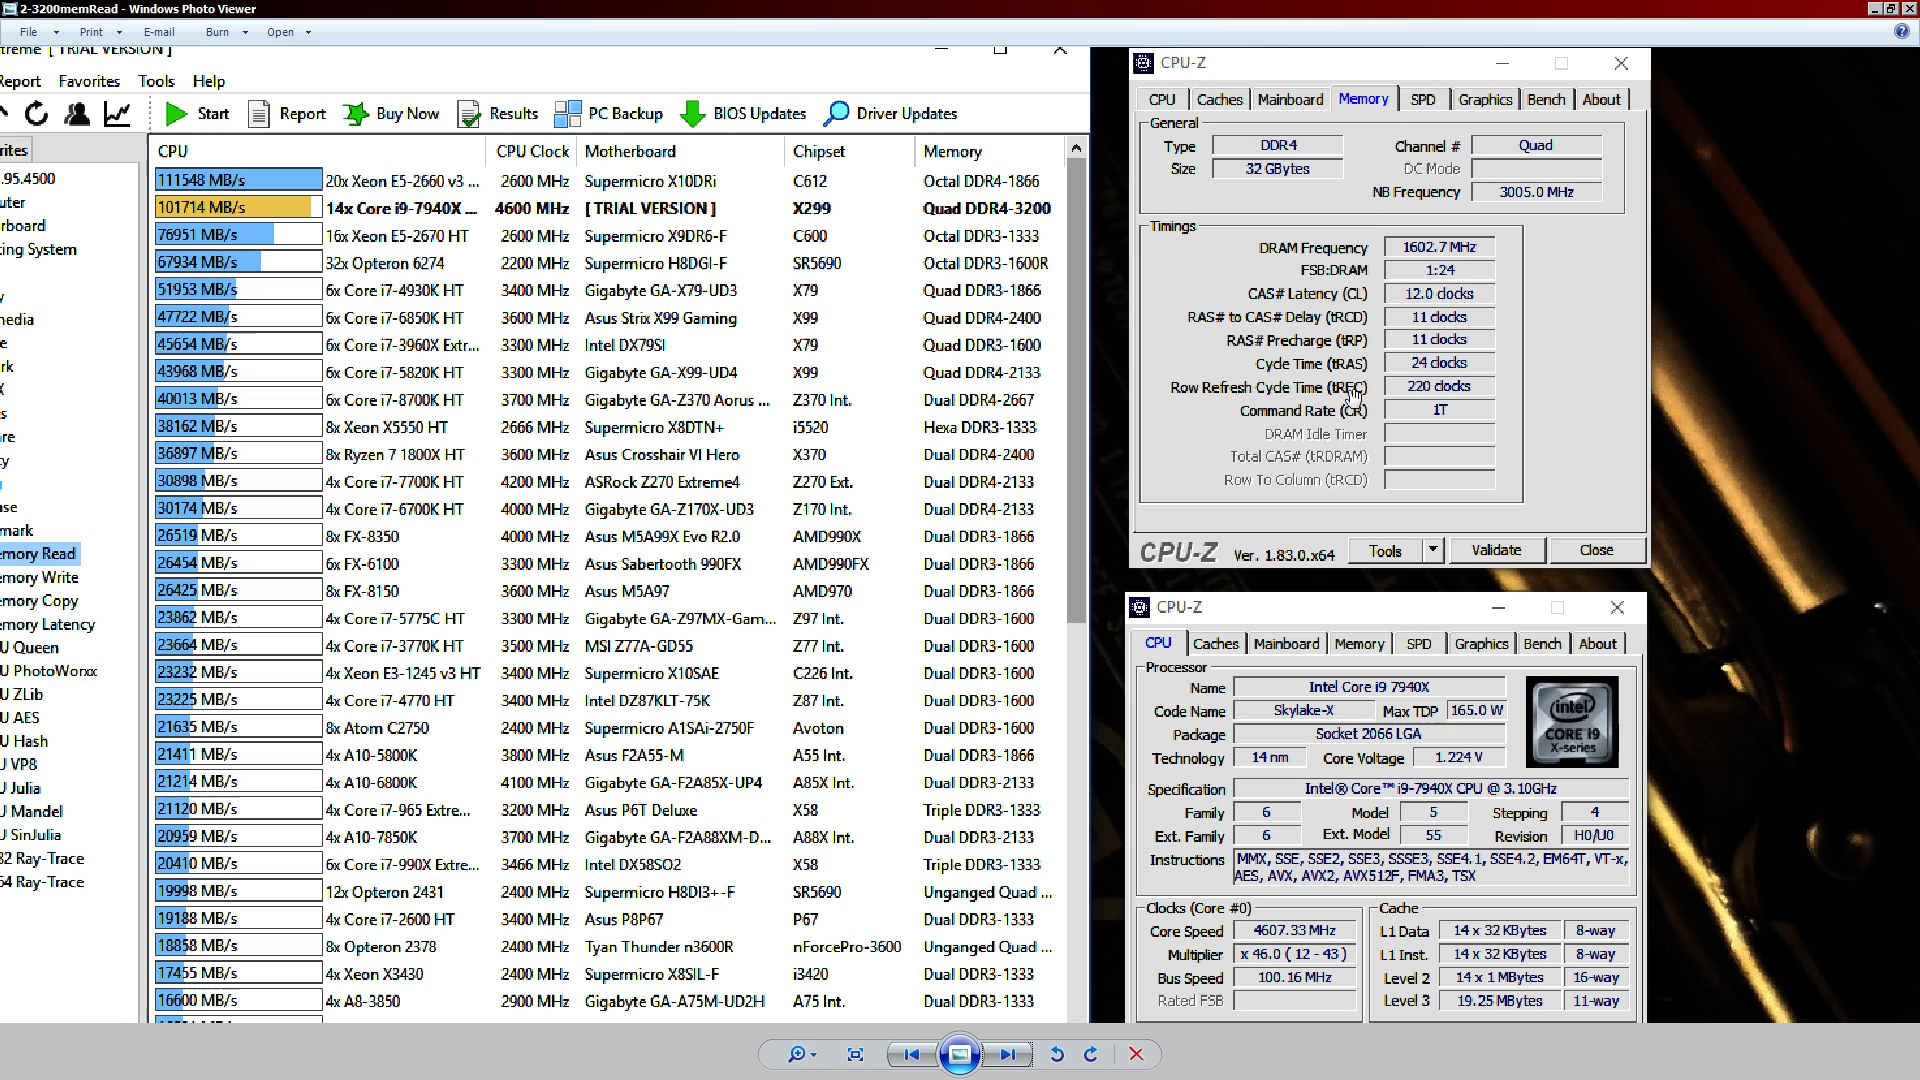 2-3200memRead - Windows Photo Viewer
File Print E-mail Burn Open
treme [ TRIAL VERSION ]
Report Favorites Tools Help
Start Report Buy Now Results PC Backup BIOS Updates Driver Updates
rites
.95.4500
uter
rboard
ting System
y
media
e
rk
X
s
re
ty
se
mark
emory Read
emory Write
emory Copy
emory Latency
U Queen
U PhotoWorxx
U ZLib
U AES
U Hash
U VP8
U Julia
U Mandel
U SinJulia
32 Ray-Trace
64 Ray-Trace
CPU CPU Clock Motherboard Chipset Memory
111548 MB/s 20x Xeon E5-2660 v3 ... 2600 MHz Supermicro X10DRi C612 Octal DDR4-1866
101714 MB/s 14x Core i9-7940X ... 4600 MHz [ TRIAL VERSION ] X299 Quad DDR4-3200
76951 MB/s 16x Xeon E5-2670 HT 2600 MHz Supermicro X9DR6-F C600 Octal DDR3-1333
67934 MB/s 32x Opteron 6274 2200 MHz Supermicro H8DGI-F SR5690 Octal DDR3-1600R
51953 MB/s 6x Core i7-4930K HT 3400 MHz Gigabyte GA-X79-UD3 X79 Quad DDR3-1866
47722 MB/s 6x Core i7-6850K HT 3600 MHz Asus Strix X99 Gaming X99 Quad DDR4-2400
45654 MB/s 6x Core i7-3960X Extr... 3300 MHz Intel DX79SI X79 Quad DDR3-1600
43968 MB/s 6x Core i7-5820K HT 3300 MHz Gigabyte GA-X99-UD4 X99 Quad DDR4-2133
40013 MB/s 6x Core i7-8700K HT 3700 MHz Gigabyte GA-Z370 Aorus ... Z370 Int. Dual DDR4-2667
38162 MB/s 8x Xeon X5550 HT 2666 MHz Supermicro X8DTN+ i5520 Hexa DDR3-1333
36897 MB/s 8x Ryzen 7 1800X HT 3600 MHz Asus Crosshair VI Hero X370 Dual DDR4-2400
30898 MB/s 4x Core i7-7700K HT 4200 MHz ASRock Z270 Extreme4 Z270 Ext. Dual DDR4-2133
30174 MB/s 4x Core i7-6700K HT 4000 MHz Gigabyte GA-Z170X-UD3 Z170 Int. Dual DDR4-2133
26519 MB/s 8x FX-8350 4000 MHz Asus M5A99X Evo R2.0 AMD990X Dual DDR3-1866
26454 MB/s 6x FX-6100 3300 MHz Asus Sabertooth 990FX AMD990FX Dual DDR3-1866
26425 MB/s 8x FX-8150 3600 MHz Asus M5A97 AMD970 Dual DDR3-1866
23862 MB/s 4x Core i7-5775C HT 3300 MHz Gigabyte GA-Z97MX-Gam... Z97 Int. Dual DDR3-1600
23664 MB/s 4x Core i7-3770K HT 3500 MHz MSI Z77A-GD55 Z77 Int. Dual DDR3-1600
23232 MB/s 4x Xeon E3-1245 v3 HT 3400 MHz Supermicro X10SAE C226 Int. Dual DDR3-1600
23225 MB/s 4x Core i7-4770 HT 3400 MHz Intel DZ87KLT-75K Z87 Int. Dual DDR3-1600
21635 MB/s 8x Atom C2750 2400 MHz Supermicro A1SAi-2750F Avoton Dual DDR3-1600
21411 MB/s 4x A10-5800K 3800 MHz Asus F2A55-M A55 Int. Dual DDR3-1866
21214 MB/s 4x A10-6800K 4100 MHz Gigabyte GA-F2A85X-UP4 A85X Int. Dual DDR3-2133
21120 MB/s 4x Core i7-965 Extre... 3200 MHz Asus P6T Deluxe X58 Triple DDR3-1333
20959 MB/s 4x A10-7850K 3700 MHz Gigabyte GA-F2A88XM-D... A88X Int. Dual DDR3-2133
20410 MB/s 6x Core i7-990X Extre... 3466 MHz Intel DX58SO2 X58 Triple DDR3-1333
19998 MB/s 12x Opteron 2431 2400 MHz Supermicro H8DI3+-F SR5690 Unganged Quad ...
19188 MB/s 4x Core i7-2600 HT 3400 MHz Asus P8P67 P67 Dual DDR3-1333
18858 MB/s 8x Opteron 2378 2400 MHz Tyan Thunder n3600R nForcePro-3600 Unganged Quad ...
17455 MB/s 4x Xeon X3430 2400 MHz Supermicro X8SIL-F i3420 Dual DDR3-1333
16600 MB/s 4x A8-3850 2900 MHz Gigabyte GA-A75M-UD2H A75 Int. Dual DDR3-1333
CPU-Z
CPU Caches Mainboard Memory SPD Graphics Bench About
General
Type DDR4 Channel # Quad
Size 32 GBytes DC Mode
NB Frequency 3005.0 MHz
Timings
DRAM Frequency 1602.7 MHz
FSB:DRAM 1:24
CAS# Latency (CL) 12.0 clocks
RAS# to CAS# Delay (tRCD) 11 clocks
RAS# Precharge (tRP) 11 clocks
Cycle Time (tRAS) 24 clocks
Row Refresh Cycle Time (tRFC) 220 clocks
Command Rate (CR) 1T
DRAM Idle Timer
Total CAS# (tRDRAM)
Row To Column (tRCD)
CPU-Z Ver. 1.83.0.x64 Tools Validate Close
CPU-Z
CPU Caches Mainboard Memory SPD Graphics Bench About
Processor
Name Intel Core i9 7940X
Code Name Skylake-X Max TDP 165.0 W
Package Socket 2066 LGA
Technology 14 nm Core Voltage 1.224 V
intel CORE i9 X-series
Specification Intel® Core™ i9-7940X CPU @ 3.10GHz
Family 6 Model 5 Stepping 4
Ext. Family 6 Ext. Model 55 Revision H0/U0
Instructions MMX, SSE, SSE2, SSE3, SSSE3, SSE4.1, SSE4.2, EM64T, VT-x,
AES, AVX, AVX2, AVX512F, FMA3, TSX
Clocks (Core #0) Cache
Core Speed 4607.33 MHz L1 Data 14 x 32 KBytes 8-way
Multiplier x 46.0 ( 12 - 43 ) L1 Inst. 14 x 32 KBytes 8-way
Bus Speed 100.16 MHz Level 2 14 x 1 MBytes 16-way
Rated FSB Level 3 19.25 MBytes 11-way